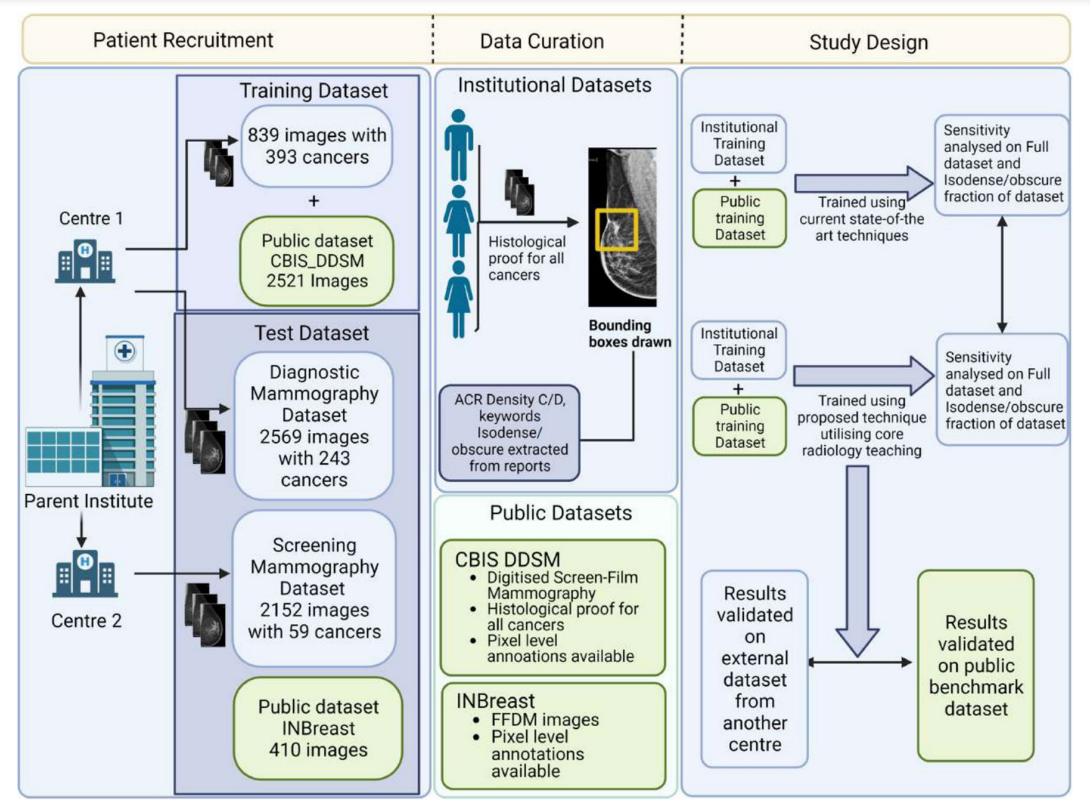 Patient Recruitment
Data Curation
Study Design
Training Dataset
839 images with
393 cancers
+
Public dataset
CBIS_DDSM
2521 Images
Centre 1
H
Test Dataset
Diagnostic
Mammography
Dataset
2569 images
with 243
cancers
Parent Institute
H
Centre 2
Screening
Mammography
Dataset
2152 images
with 59 cancers
Public dataset
INBreast
410 images
Institutional Datasets
Histological
proof for all
cancers
Bounding
boxes drawn
ACR Density C/D,
keywords
Isodense/
obscure extracted
from reports
Public Datasets
CBIS DDSM
• Digitised Screen-Film
Mammography
• Histological proof for
all cancers
• Pixel level
annoations available
INBreast
• FFDM images
• Pixel level
annotations
available
Institutional
Training
Dataset
+
Public
training
Dataset
Trained using
current state-of-the
art techniques
Sensitivity
analysed on Full
dataset and
Isodense/obscure
fraction of dataset
Institutional
Training
Dataset
+
Public
training
Dataset
Trained using
proposed technique
utilising core
radiology teaching
Sensitivity
analysed on Full
dataset and
Isodense/obscure
fraction of dataset
Results
validated
on
external
dataset
from
another
centre
Results
validated
on public
benchmark
dataset